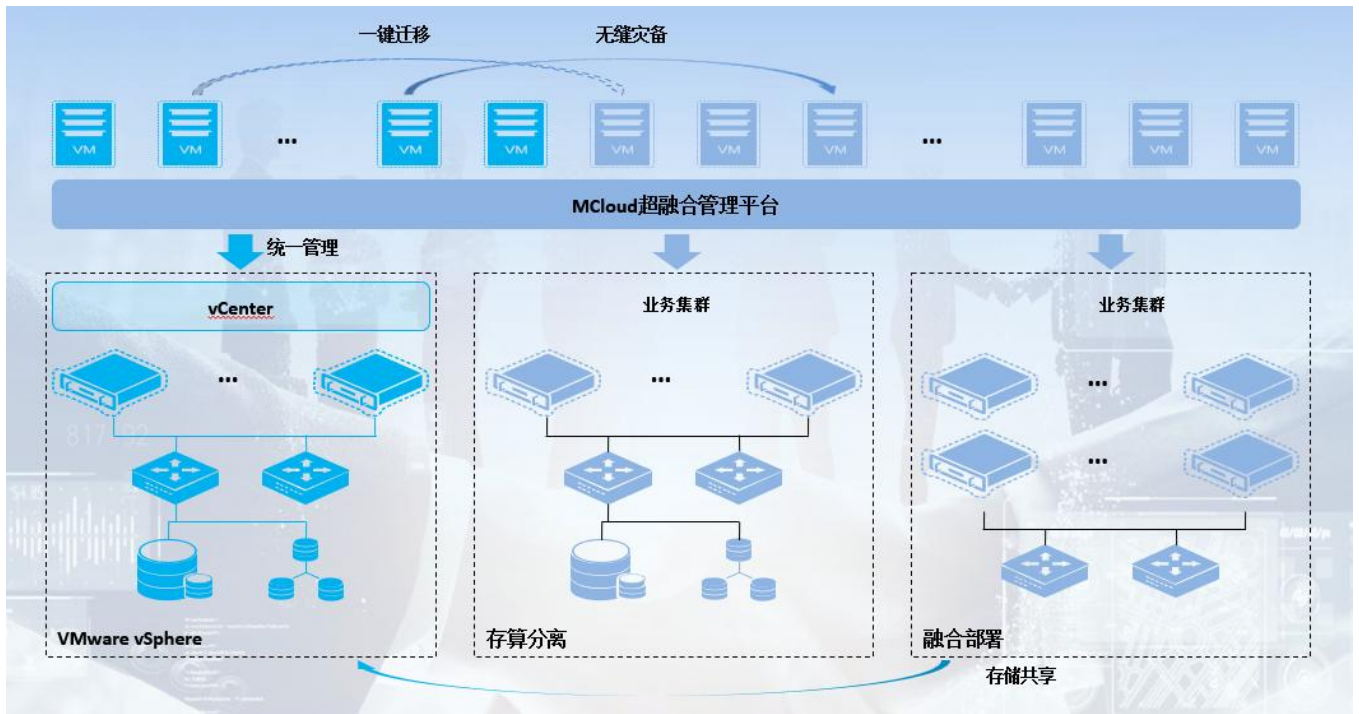 一键迁移
无缝灾备
VM
VM
...
VM
VM
VM
VM
VM
...
VM
VM
VM
MCloud超融合管理平台
统一管理
vCenter
业务集群
业务集群
...
...
...
...
817 92
VMware vSphere
存算分离
融合部署
存储共享